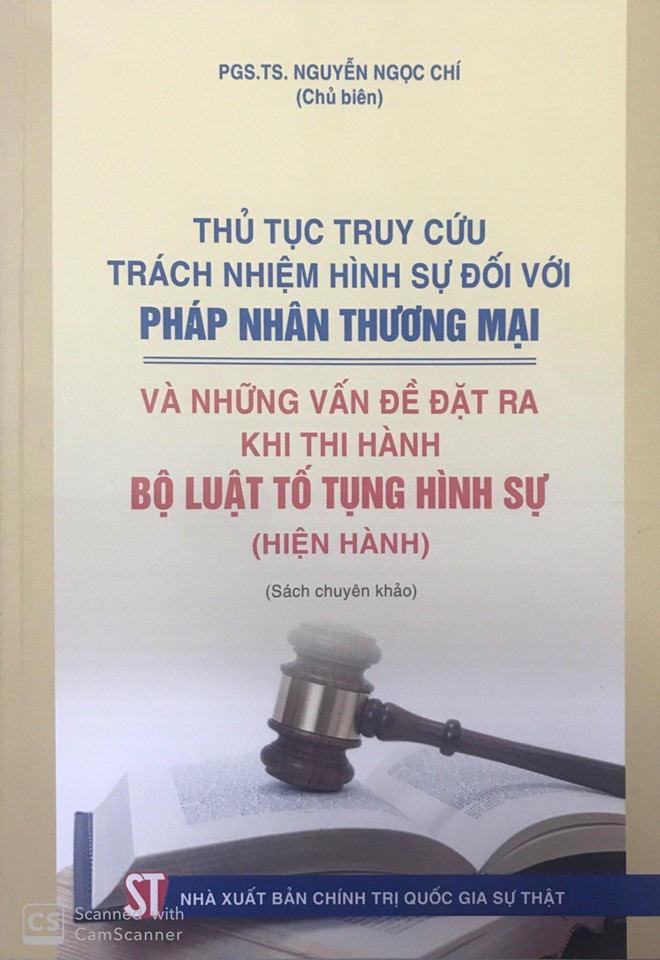 PGS.TS. NGUYỄN NGỌC CHÍ
(Chủ biên)
THỦ TỤC TRUY CỨU
TRÁCH NHIỆM HÌNH SỰ ĐỐI VỚI
PHÁP NHÂN THƯƠNG MẠI
VÀ NHỮNG VẤN ĐỀ ĐẶT RA
KHI THI HÀNH
BỘ LUẬT TỐ TỤNG HÌNH SỰ
(HIỆN HÀNH)
(Sách chuyên khảo)
ST NHÀ XUẤT BẢN CHÍNH TRỊ QUỐC GIA SỰ THẬT
CS Scanned with
CamScanner